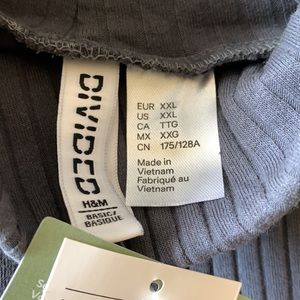 DIVIDED
H&M
BASIC/
BASIQUE
EUR XXL
US XXL
CA TTG
MX XXG
CN 175/128A
Made in
Vietnam
Fabriqué au
Vietnam